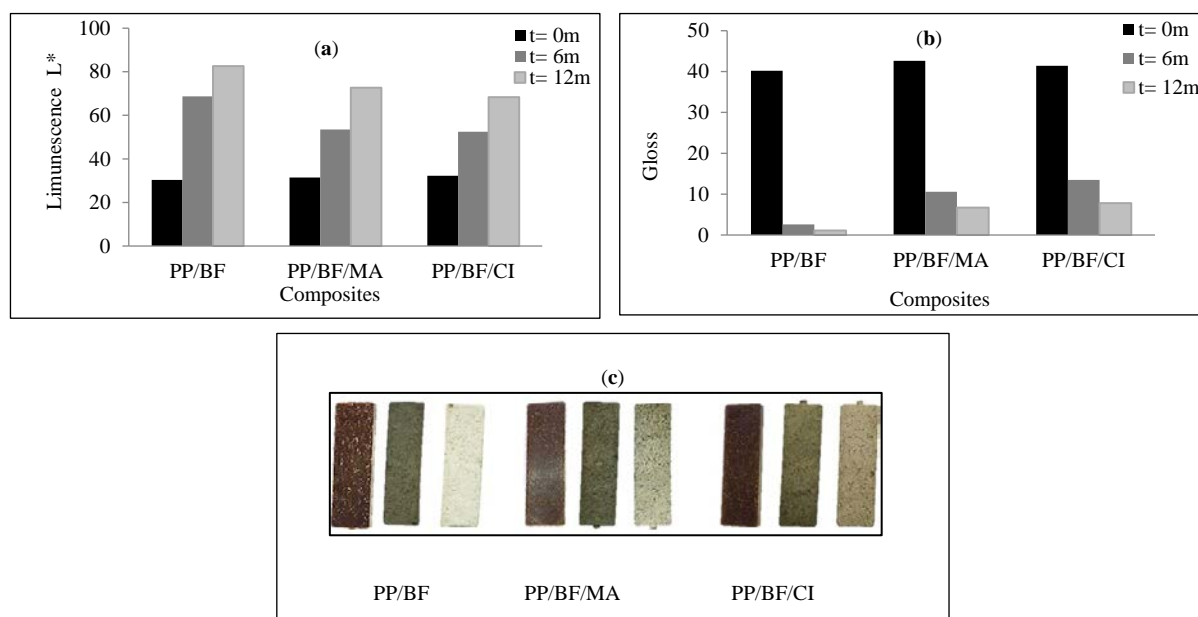 (a)
t= 0m
t= 6m
t= 12m
Limunescence L*
100
80
60
40
20
0
PP/BF PP/BF/MA PP/BF/CI
Composites
(b)
t= 0m
t= 6m
t= 12m
Gloss
50
40
30
20
10
0
PP/BF PP/BF/MA PP/BF/CI
Composites
(c)
PP/BF PP/BF/MA PP/BF/CI